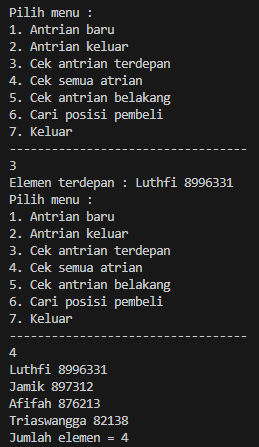 Pilih menu :
1. Antrian baru
2. Antrian keluar
3. Cek antrian terdepan
4. Cek semua atrian
5. Cek antrian belakang
6. Cari posisi pembeli
7. Keluar
----------------------------------
3
Elemen terdepan : Luthfi 8996331
Pilih menu :
1. Antrian baru
2. Antrian keluar
3. Cek antrian terdepan
4. Cek semua atrian
5. Cek antrian belakang
6. Cari posisi pembeli
7. Keluar
----------------------------------
4
Luthfi 8996331
Jamik 897312
Afifah 876213
Triaswangga 82138
Jumlah elemen = 4